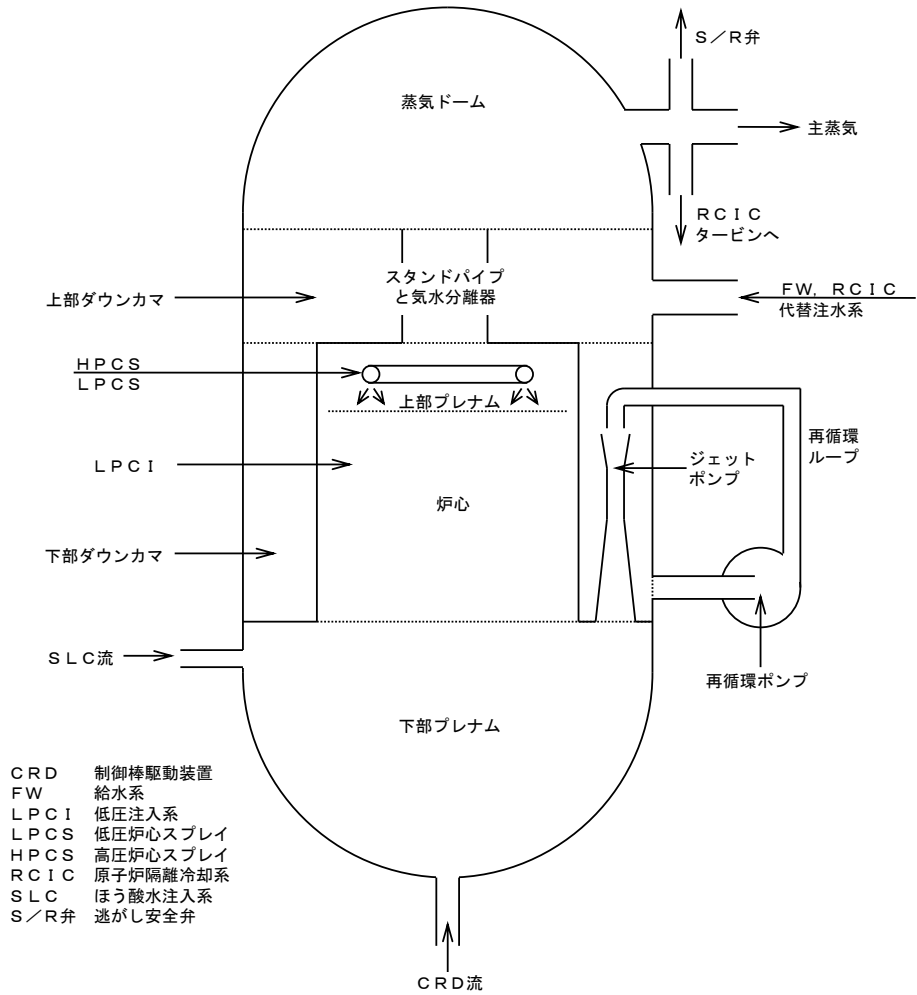 S/R弁
蒸気ドーム
主蒸気
RCIC
タービンへ
スタンドパイプ
と気水分離器
上部ダウンカマ
FW, RCIC
代替注水系
HPCS
LPCS
上部プレナム
再循環
ループ
ジェット
ポンプ
LPCI
炉心
下部ダウンカマ
SLC流
再循環ポンプ
下部プレナム
CRD 制御棒駆動装置
FW 給水系
LPCI 低圧注入系
LPCS 低圧炉心スプレイ
HPCS 高圧炉心スプレイ
RCIC 原子炉隔離冷却系
SLC ほう酸水注入系
S/R弁 逃がし安全弁
CRD流